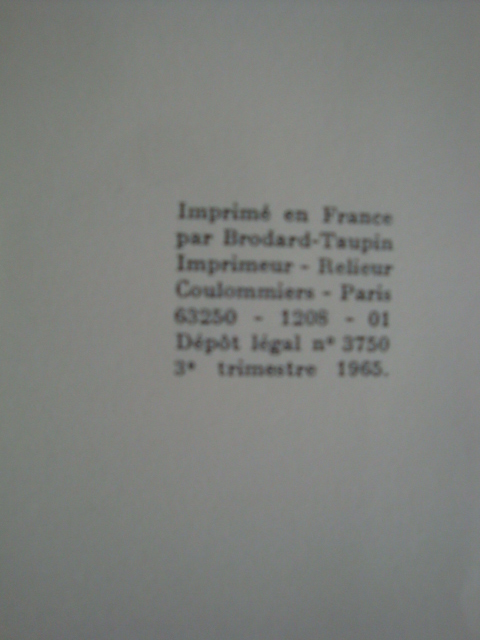 Imprimé en France
par Brodard-Taupin
Imprimeur - Relieur
Coulommiers - Paris
63250 - 1208 - 01
Dépôt légal n° 3750
3e trimestre 1965.